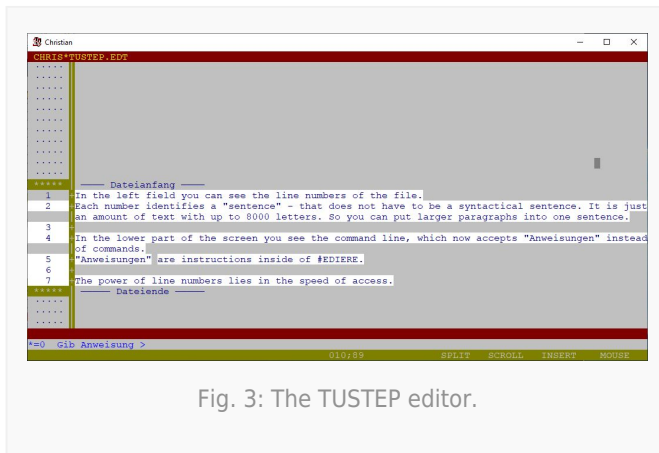 Christian
CHRIS*TUSTEP.EDT
.....
.....
.....
.....
.....
.....
.....
.....
.....
.....
.....
***** ---- Dateianfang ----
1 +In the left field you can see the line numbers of the file.
2 +Each number identifies a "sentence" - that does not have to be a syntactical sentence. It is just
an amount of text with up to 8000 letters. So you can put larger paragraphs into one sentence.
3 +
4 +In the lower part of the screen you see the command line, which now accepts "Anweisungen" instead
of commands.
5 +"Anweisungen" are instructions inside of #EDIERE.
6 +
7 +The power of line numbers lies in the speed of access.
***** ---- Dateiende ----
.....
.....
.....
*=0 Gib Anweisung >
010;89 SPLIT SCROLL INSERT MOUSE
Fig. 3: The TUSTEP editor.